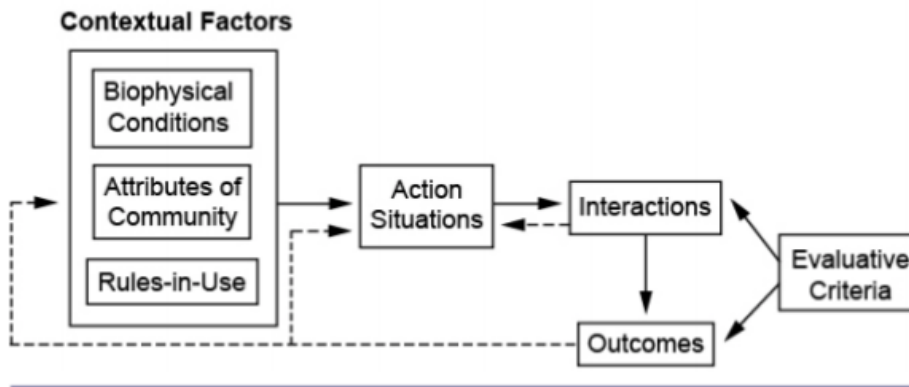 Contextual Factors
Biophysical
Conditions
Attributes of
Community
Rules-in-Use
Action
Situations
Interactions
Outcomes
Evaluative
Criteria